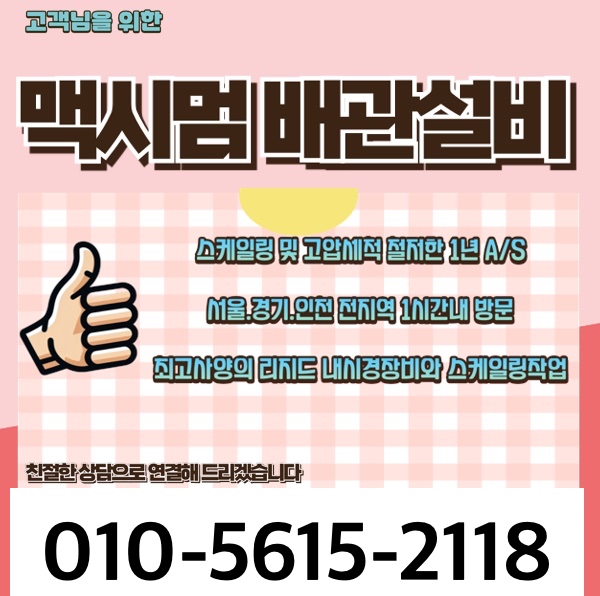 고객님을 위한
맥시멈 배관설비
스케일링 및 고압세척 철저한 1년 A/S
서울.경기.인천 전지역 1시간내 방문
최고사양의 리지드 내시경장비와 스케일링작업
친절한 상담으로 연결해 드리겠습니다
010-5615-2118